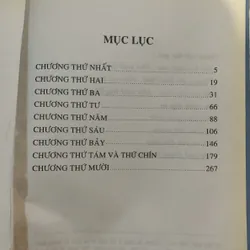 MỤC LỤC
CHƯƠNG THỨ NHẤT 5
CHƯƠNG THỨ HAI 19
CHƯƠNG THỨ BA 31
CHƯƠNG THỨ TƯ 66
CHƯƠNG THỨ NĂM 88
CHƯƠNG THỨ SÁU 106
CHƯƠNG THỨ BẢY 146
CHƯƠNG THỨ TÁM VÀ THỨ CHÍN 179
CHƯƠNG THỨ MƯỜI 267